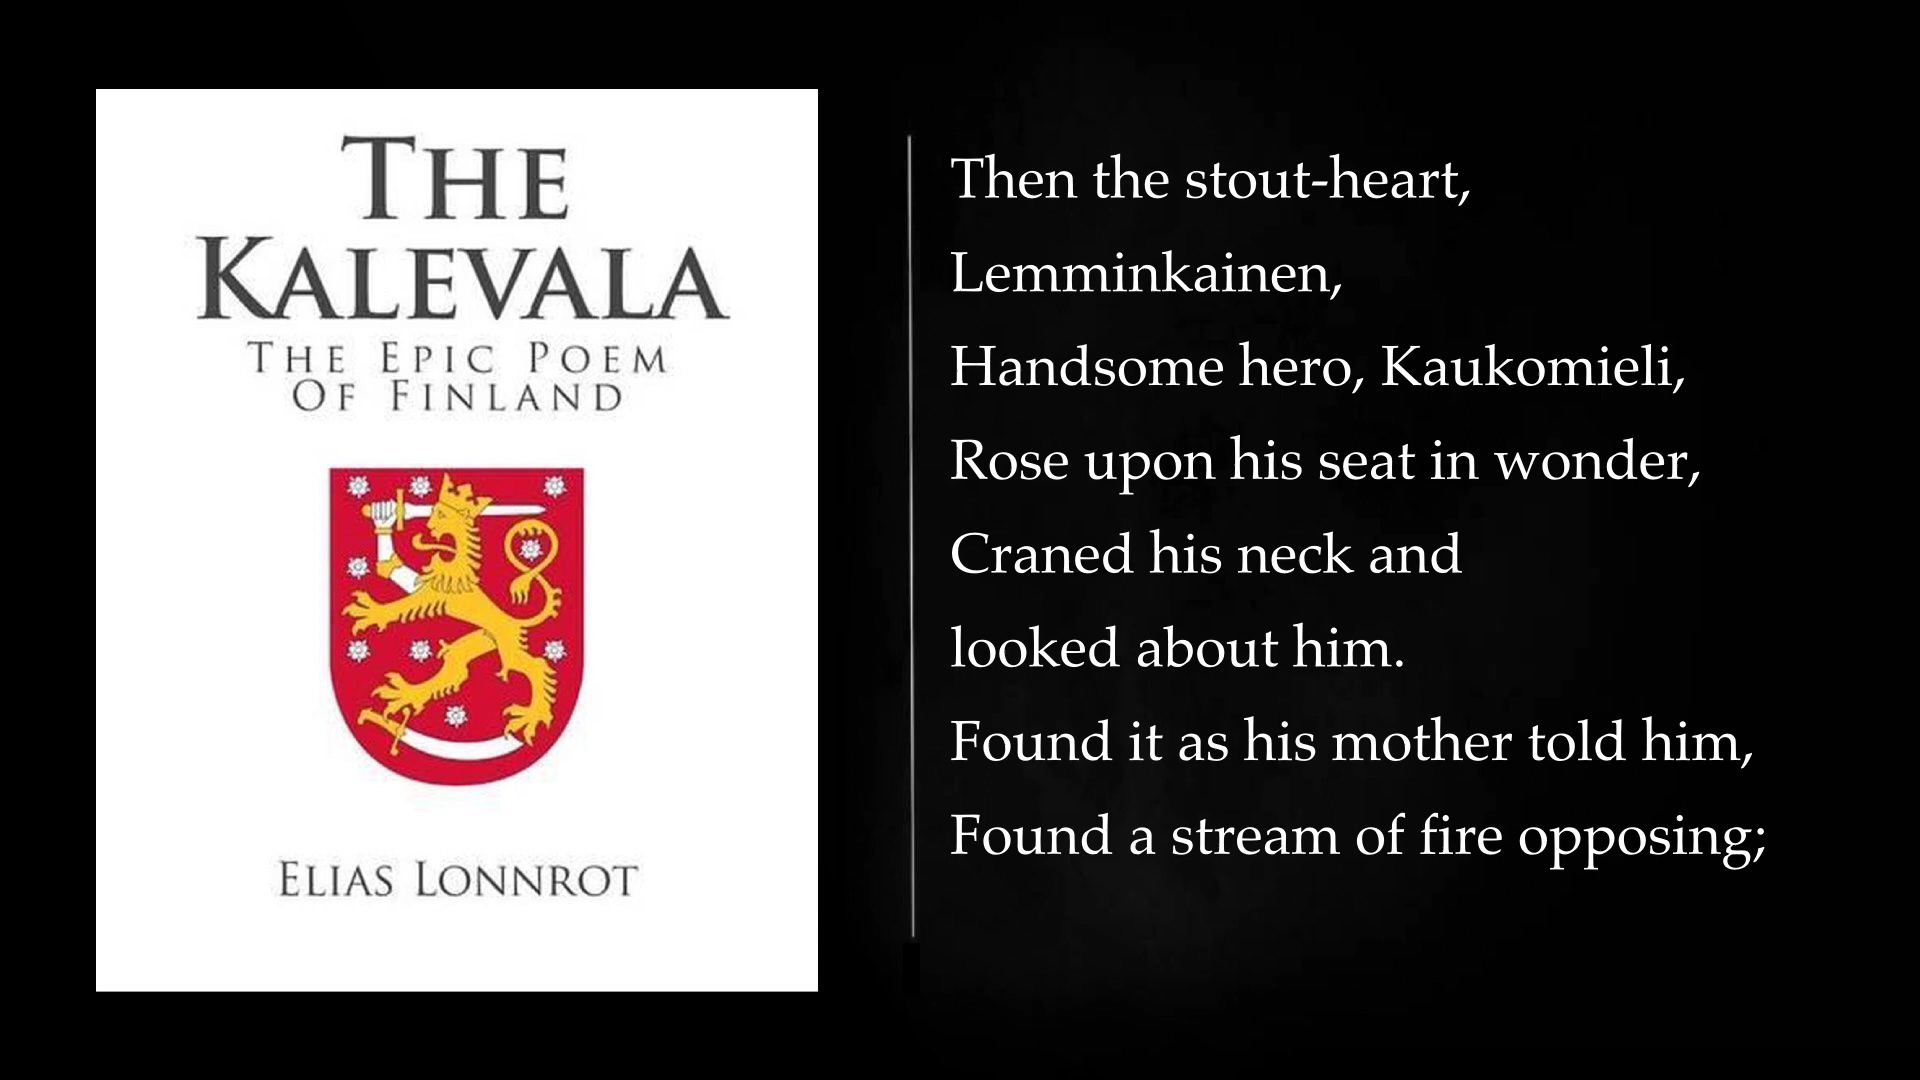 THE
KALEVALA
THE EPIC POEM
OF FINLAND
ELIAS LONNROT
Then the stout-heart,
Lemminkainen,
Handsome hero, Kaukomieli,
Rose upon his seat in wonder,
Craned his neck and
looked about him.
Found it as his mother told him,
Found a stream of fire opposing;